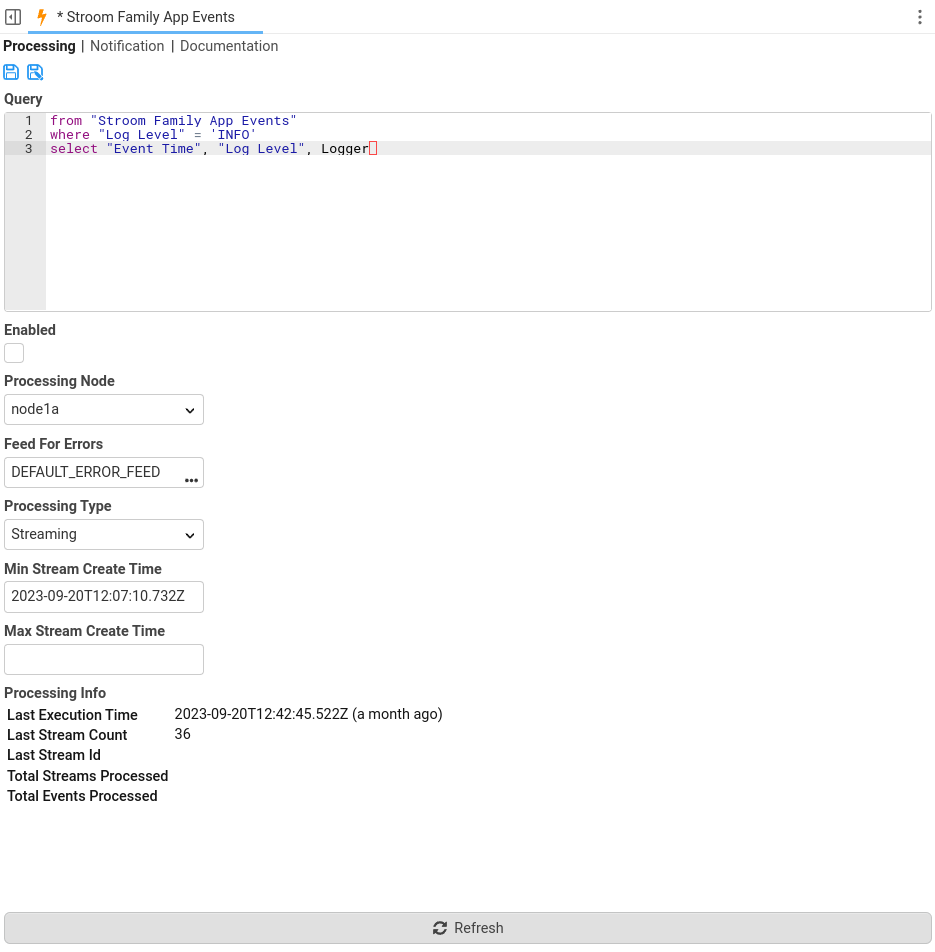 * Stroom Family App Events
Processing | Notification | Documentation
Query
1 from "Stroom Family App Events"
2 where "Log Level" = 'INFO'
3 select "Event Time", "Log Level", Logger
Enabled
Processing Node
node1a
Feed For Errors
DEFAULT_ERROR_FEED ...
Processing Type
Streaming
Min Stream Create Time
2023-09-20T12:07:10.732Z
Max Stream Create Time
Processing Info
Last Execution Time 2023-09-20T12:42:45.522Z (a month ago)
Last Stream Count 36
Last Stream Id
Total Streams Processed
Total Events Processed
Refresh